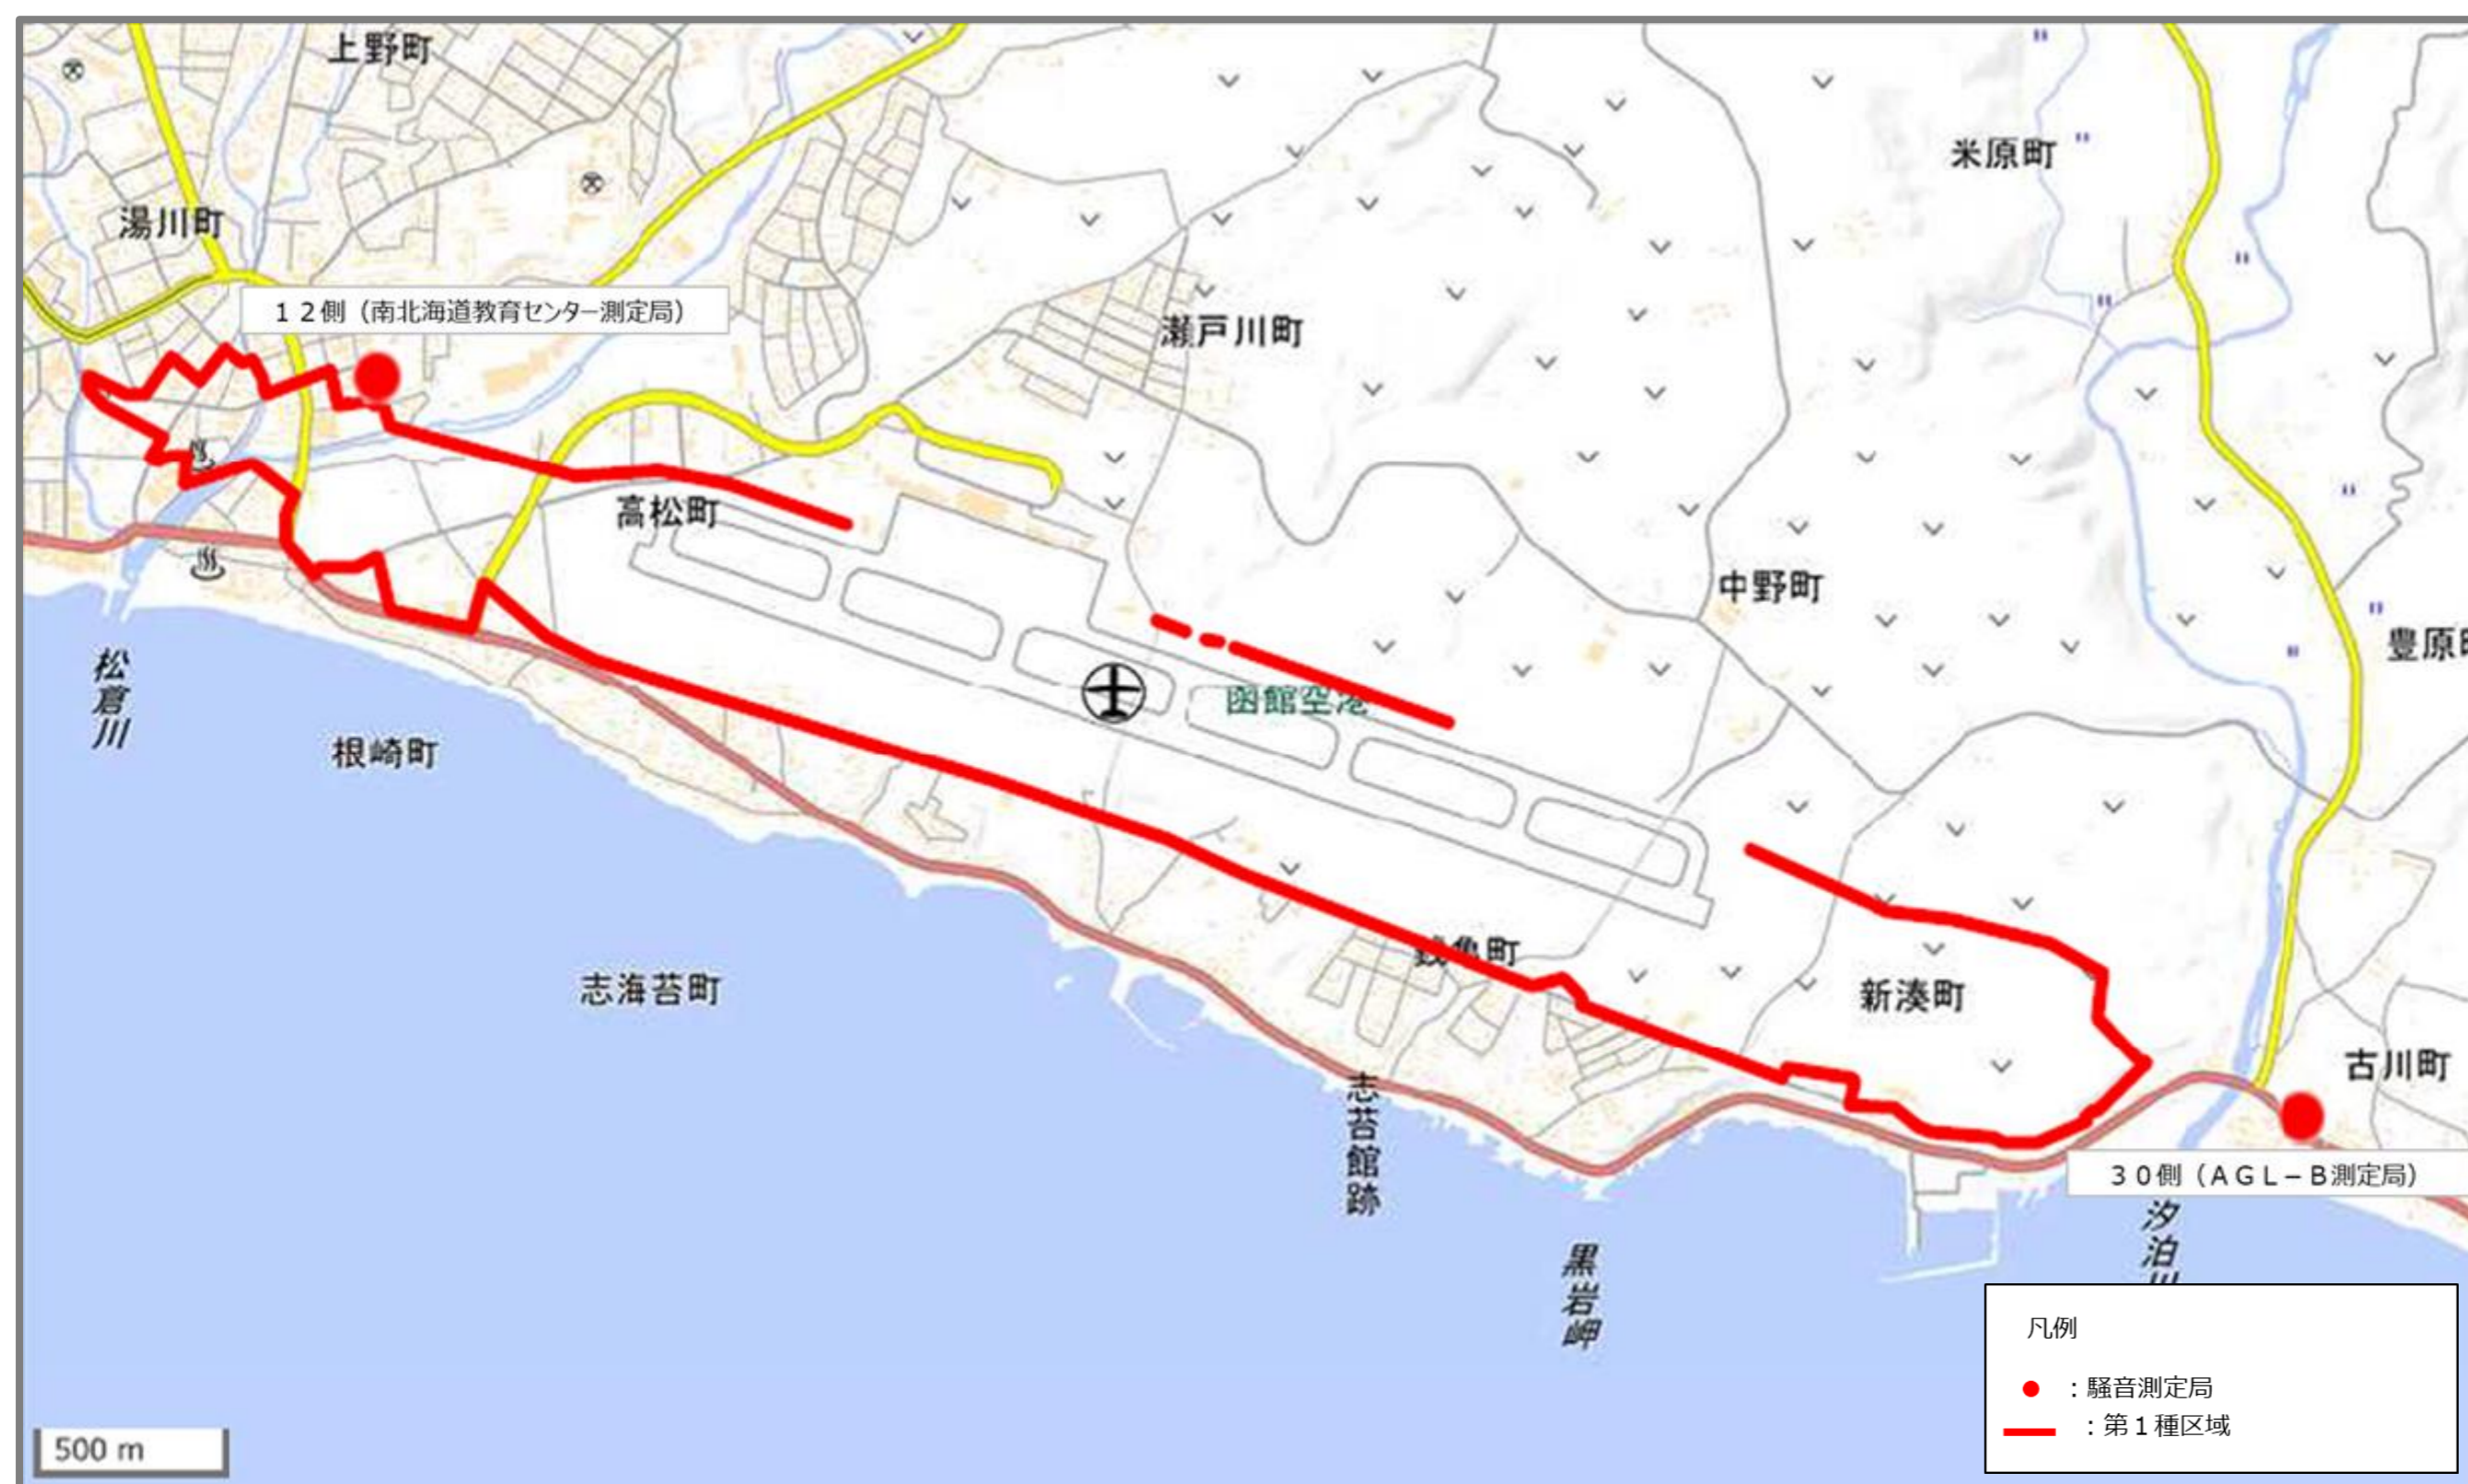 上野町
米原町
湯川町
12側（南北海道教育センター測定局）
瀬戸川町
高松町
中野町
豊原
松倉川
函館空港
根崎町
銭亀町
志海苔町
新湊町
古川町
志苔館跡
30側（AGL－B測定局）
汐泊川
黒岩岬
凡例
：騒音測定局
：第1種区域
500 m